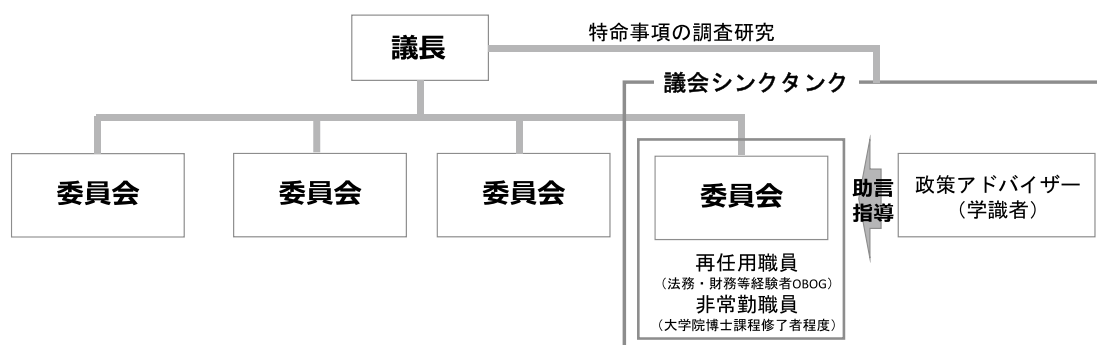 特命事項の調査研究
議長
議会シンクタンク
委員会
委員会
委員会
委員会
助言
指導
政策アドバイザー
（学識者）
再任用職員
（法務・財務等経験者OBOG）
非常勤職員
（大学院博士課程修了者程度）